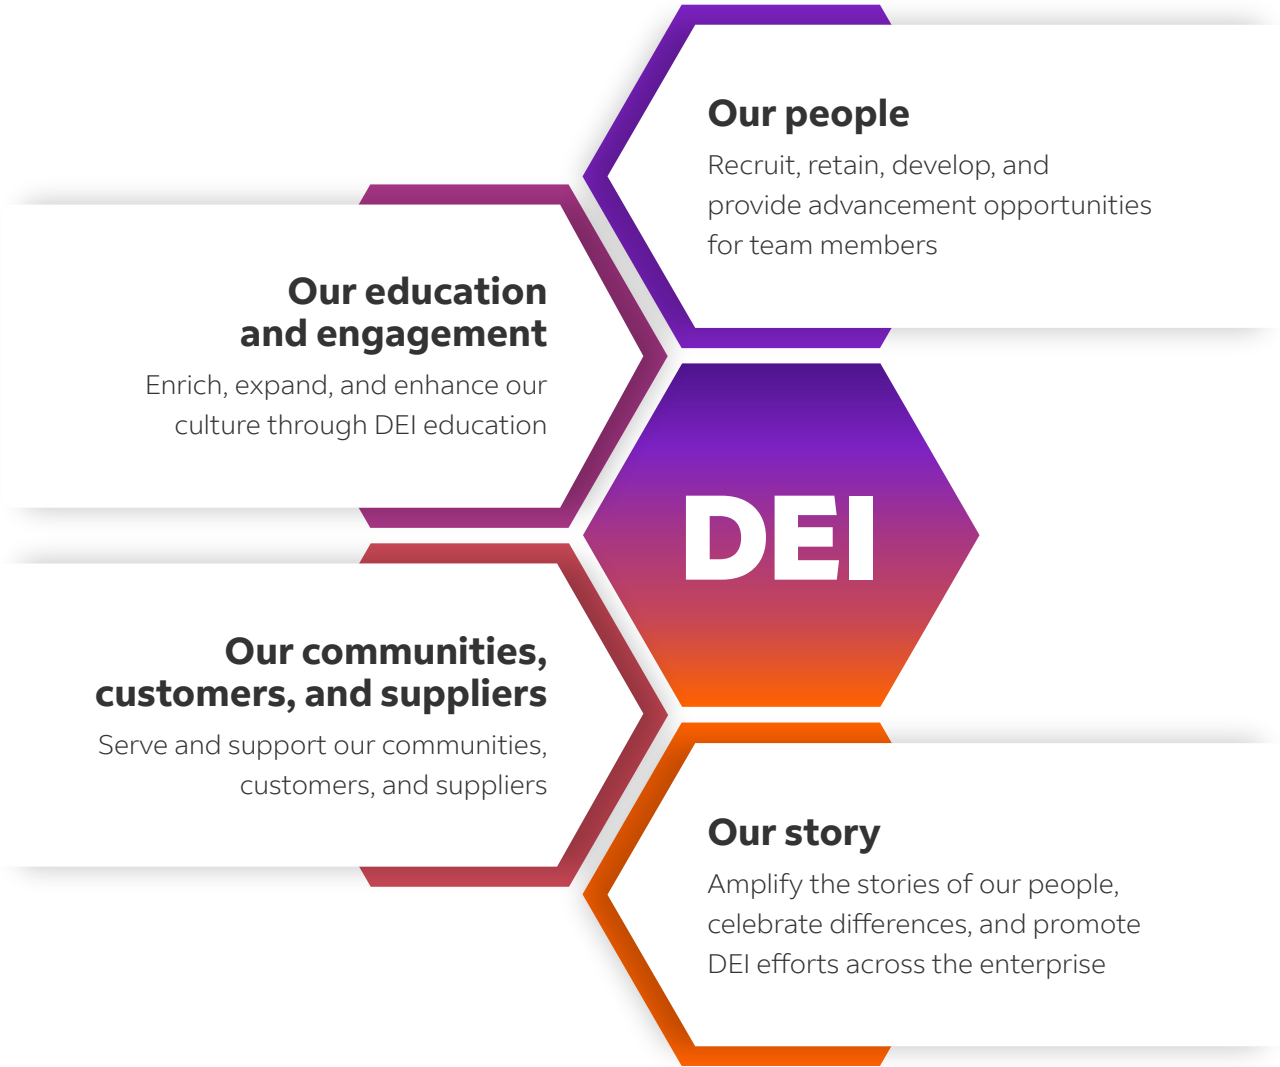 Our people
Recruit, retain, develop, and
provide advancement opportunities
for team members
Our education
and engagement
Enrich, expand, and enhance our
culture through DEI education
DEI
Our communities,
customers, and suppliers
Serve and support our communities,
customers, and suppliers
Our story
Amplify the stories of our people,
celebrate differences, and promote
DEI efforts across the enterprise